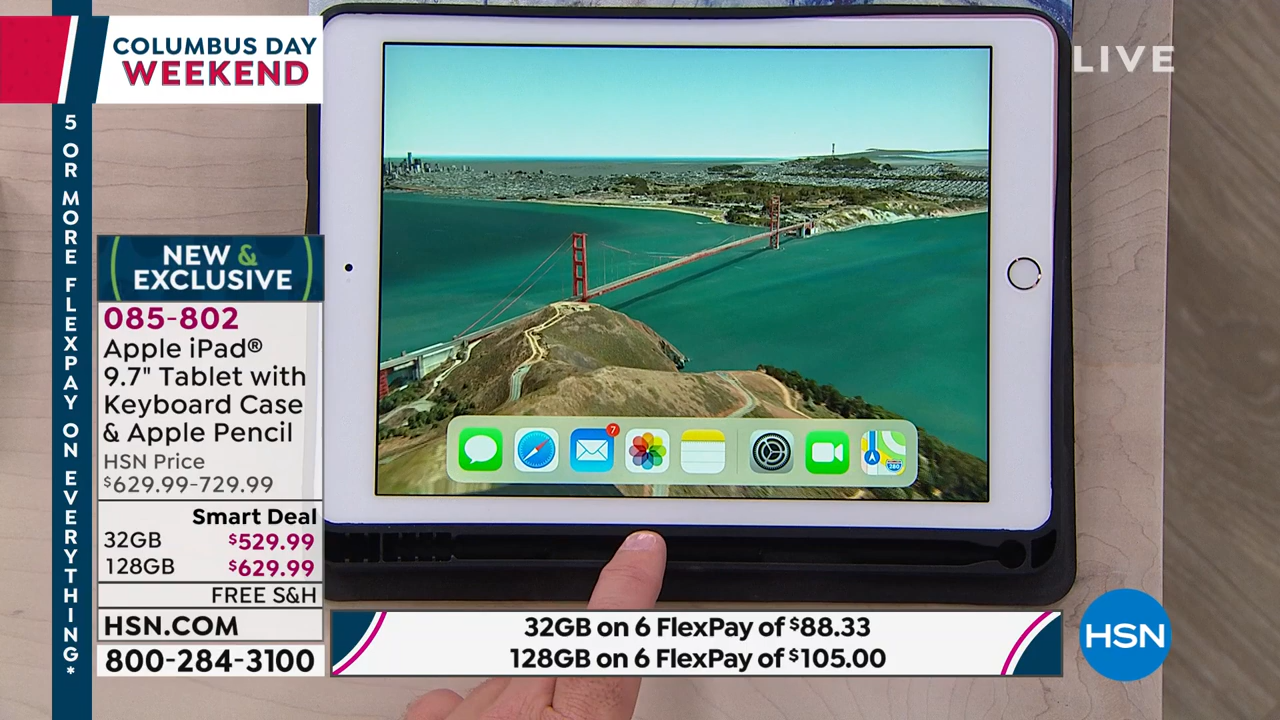 COLUMBUS DAY
WEEKEND
LIVE
5 OR MORE FLEXPAY ON EVERYTHING*
NEW &
EXCLUSIVE
085-802
Apple iPad®
9.7" Tablet with
Keyboard Case
& Apple Pencil
HSN Price
$629.99-729.99
Smart Deal
32GB $529.99
128GB $629.99
FREE S&H
HSN.COM
800-284-3100
7
280
32GB on 6 FlexPay of $88.33
128GB on 6 FlexPay of $105.00
HSN